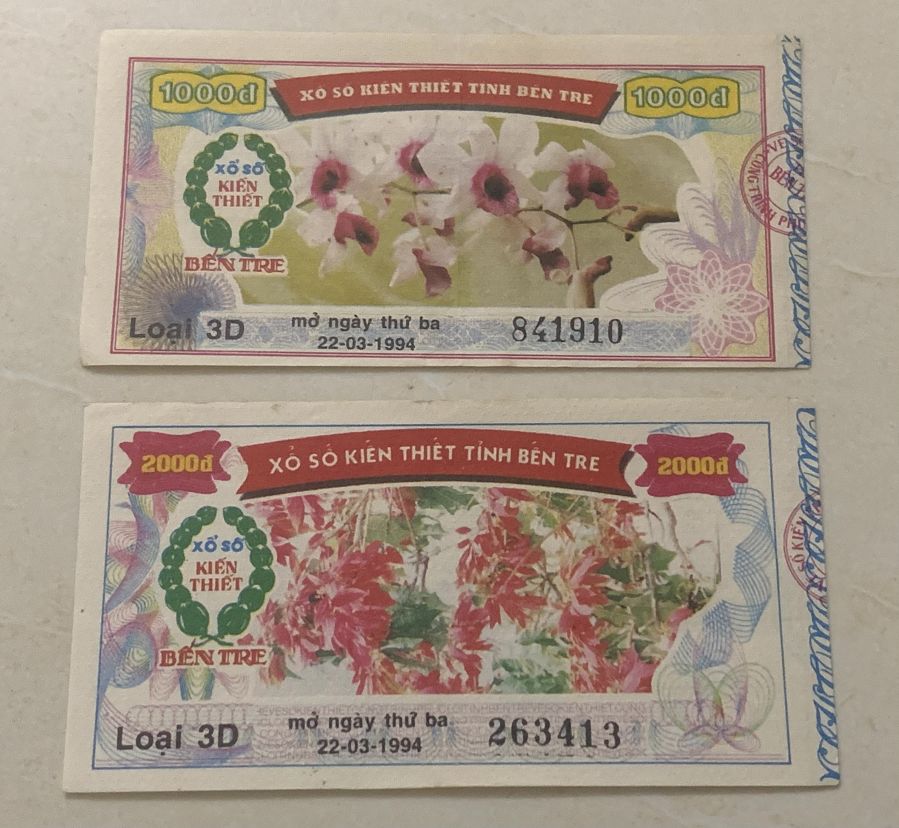 1000đ
XỔ SỐ KIẾN THIẾT TỈNH BẾN TRE
1000đ
XỔ SỐ
KIẾN
THIẾT
BẾN TRE
Loại 3D
mở ngày thứ ba
22-03-1994
841910
2000đ
XỔ SỐ KIẾN THIẾT TỈNH BẾN TRE
2000đ
XỔ SỐ
KIẾN
THIẾT
BẾN TRE
Loại 3D
mở ngày thứ ba
22-03-1994
263413